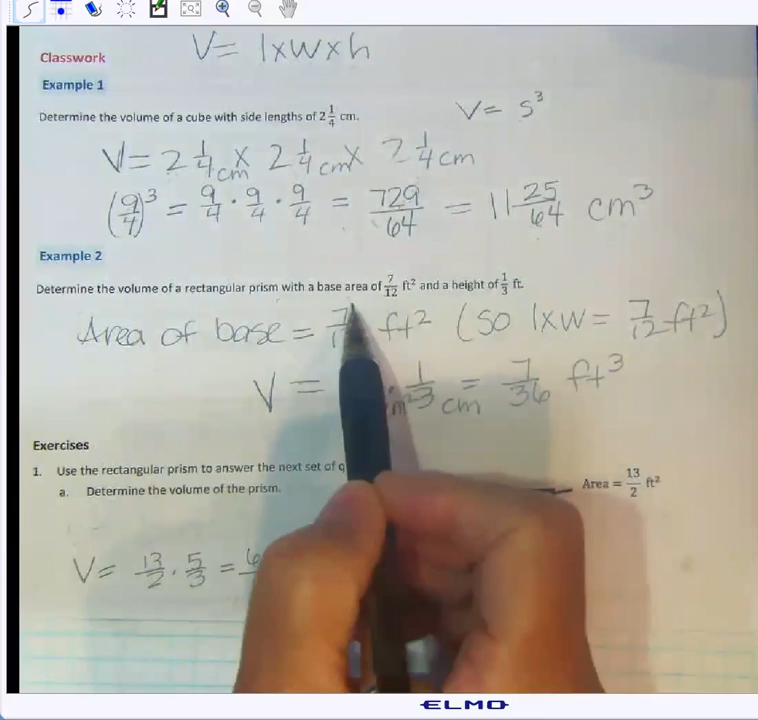 V = l x w x h
Classwork
Example 1
Determine the volume of a cube with side lengths of 2 1/4 cm.
V = s³
V = 2 1/4 cm x 2 1/4 cm x 2 1/4 cm
(9/4)³ = 9/4 · 9/4 · 9/4 = 729/64 = 11 25/64 cm³
Example 2
Determine the volume of a rectangular prism with a base area of 7/12 ft² and a height of 1/3 ft.
Area of base = 7/1 ft² (so l x w = 7/12 ft²)
V = m² 1/3 cm = 7/36 ft³
Exercises
1. Use the rectangular prism to answer the next set of q
Area = 13/2 ft²
a. Determine the volume of the prism.
V = 13/2 · 5/3 = 6
ELMO